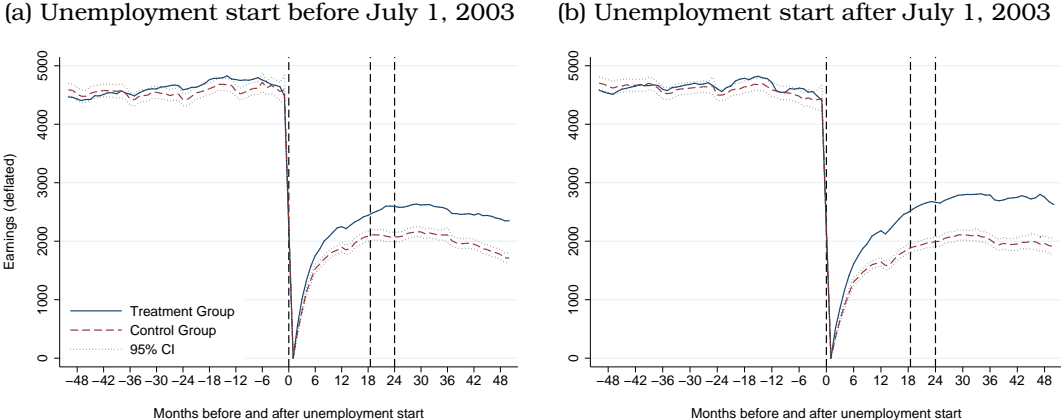 (a) Unemployment start before July 1, 2003
(b) Unemployment start after July 1, 2003
Earnings (deflated)
5000
4000
3000
2000
1000
0
Treatment Group
Control Group
95% CI
−48 −42 −36 −30 −24 −18 −12 −6 0 6 12 18 24 30 36 42 48
Months before and after unemployment start
5000
4000
3000
2000
1000
0
−48 −42 −36 −30 −24 −18 −12 −6 0 6 12 18 24 30 36 42 48
Months before and after unemployment start